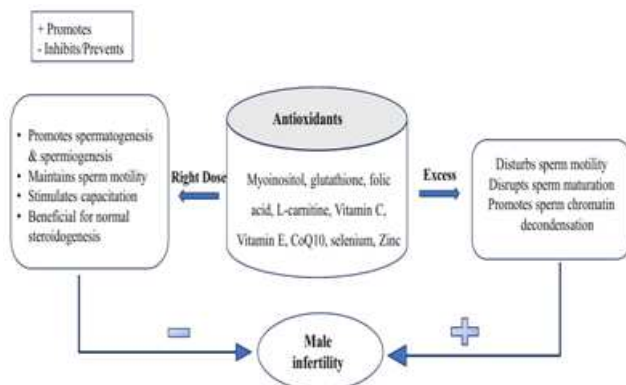 + Promotes
- Inhibits/Prevents
• Promotes spermatogenesis
& spermiogenesis
• Maintains sperm motility
• Stimulates capacitation
• Beneficial for normal
steroidogenesis
Right Dose
Antioxidants
Myoinositol, glutathione, folic
acid, L-carnitine, Vitamin C,
Vitamin E, CoQ10, selenium, Zinc
Excess
Disturbs sperm motility
Disrupts sperm maturation
Promotes sperm chromatin
decondensation
Male
infertility